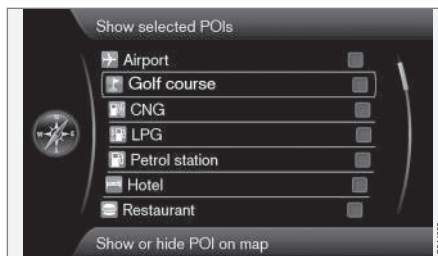 Show selected POIs
Airport
Golf course
CNG
LPG
Petrol station
Hotel
Restaurant
Show or hide POI on map